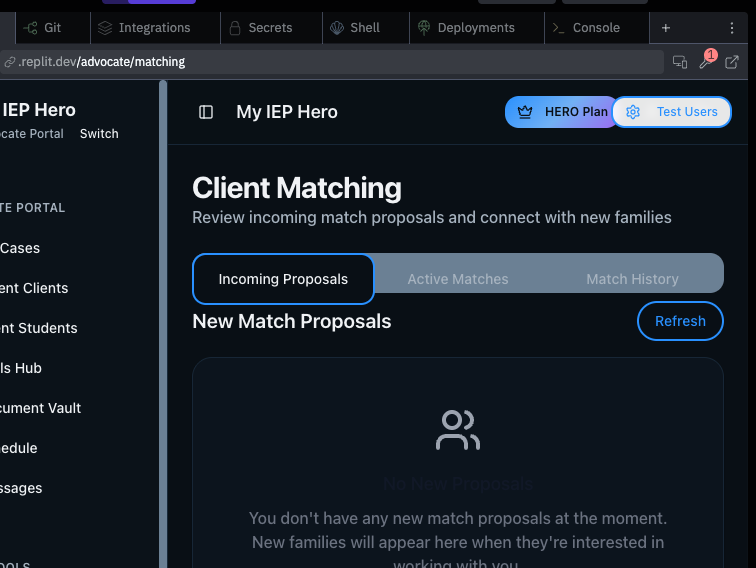 Git
Integrations
Secrets
Shell
Deployments
Console
.replit.dev/advocate/matching
1
IEP Hero
ocate Portal Switch
TE PORTAL
Cases
ent Clients
nt Students
ls Hub
cument Vault
edule
ssages
OOLS
My IEP Hero
HERO Plan
Test Users
Client Matching
Review incoming match proposals and connect with new families
Incoming Proposals
Active Matches
Match History
New Match Proposals
Refresh
No New Proposals
You don't have any new match proposals at the moment.
New families will appear here when they're interested in
working with you.